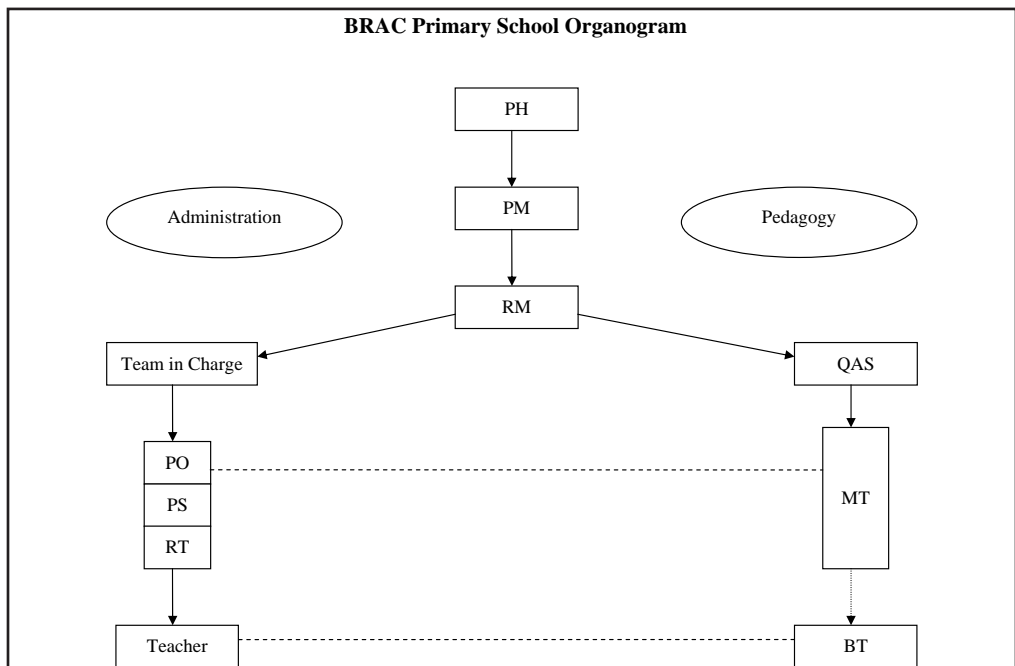 BRAC Primary School Organogram
PH
Administration
PM
Pedagogy
RM
Team in Charge
QAS
PO
PS
MT
RT
Teacher
BT